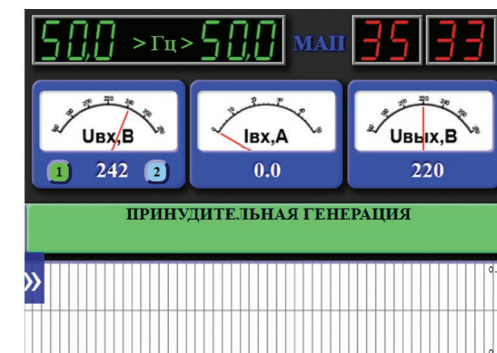 50,0 >Гц> 50,0 МАП 35 33
Uвх,В Iвх,А Uвых,В
1 242 2 0.0 220
ПРИНУДИТЕЛЬНАЯ ГЕНЕРАЦИЯ
»